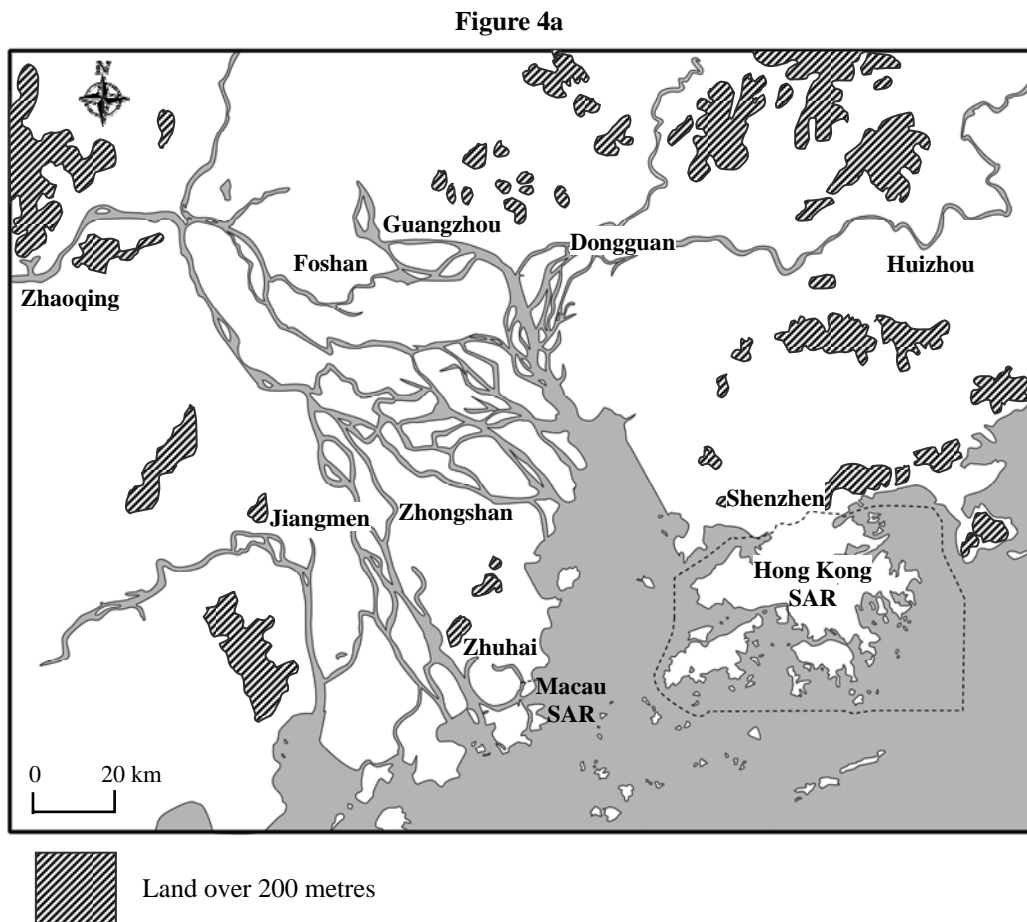 Figure 4a
N
Guangzhou
Dongguan
Foshan
Huizhou
Zhaoqing
Shenzhen
Jiangmen
Zhongshan
Hong Kong
SAR
Zhuhai
Macau
SAR
0 20 km
Land over 200 metres